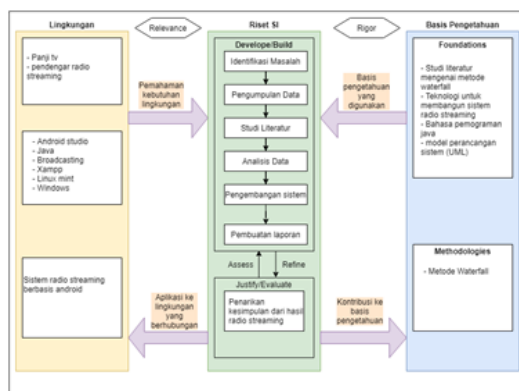 Lingkungan
Relevance
Riset SI
Rigor
Basis Pengetahuan
- Panji tv
- pendengar radio
streaming
- Android studio
- Java
- Broadcasting
- Xampp
- Linux mint
- Windows
Sistem radio streaming
berbasis android
Pemahaman
kebutuhan
lingkungan
Aplikasi ke
lingkungan
yang
berhubungan
Develope/Build
Identifikasi Masalah
Pengumpulan Data
Studi Literatur
Analisis Data
Pengembangan sistem
Pembuatan laporan
Assess
Refine
Justify/Evaluate
Penarikan
kesimpulan dari hasil
radio streaming
Basis
pengetahuan
yang
digunakan
Kontribusi ke
basis
pengetahuan
Foundations
- Studi literatur
mengenai metode
waterfall
- Teknologi untuk
membangun sistem
radio streaming
- Bahasa pemograman
java
- model perancangan
sistem (UML)
Methodologies
- Metode Waterfall